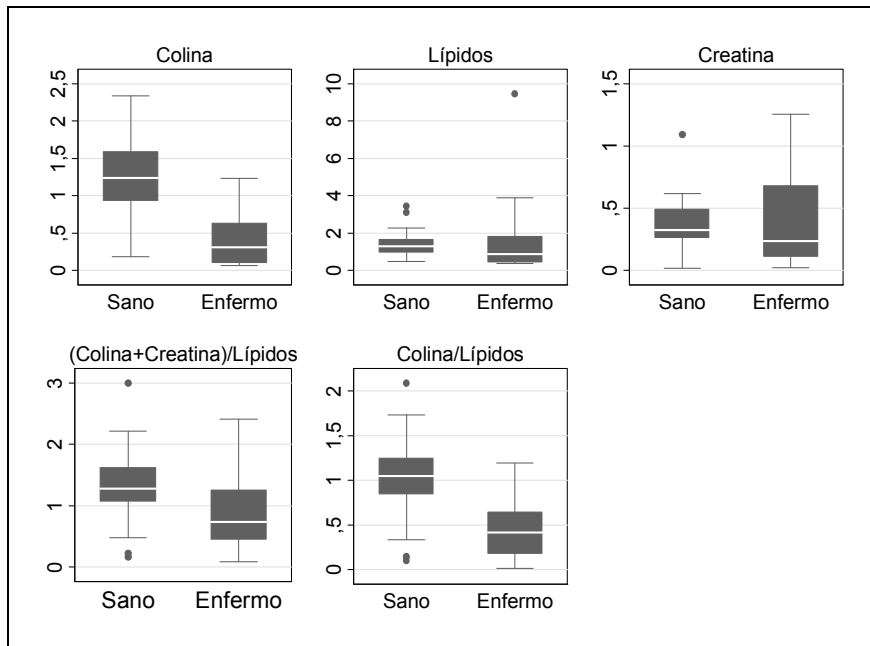 Colina
2,5
2
1,5
1
,5
0
Sano Enfermo
Lípidos
10
8
6
4
2
0
Sano Enfermo
Creatina
1,5
1
,5
0
Sano Enfermo
(Colina+Creatina)/Lípidos
3
2
1
0
Sano Enfermo
Colina/Lípidos
2
1,5
1
,5
0
Sano Enfermo